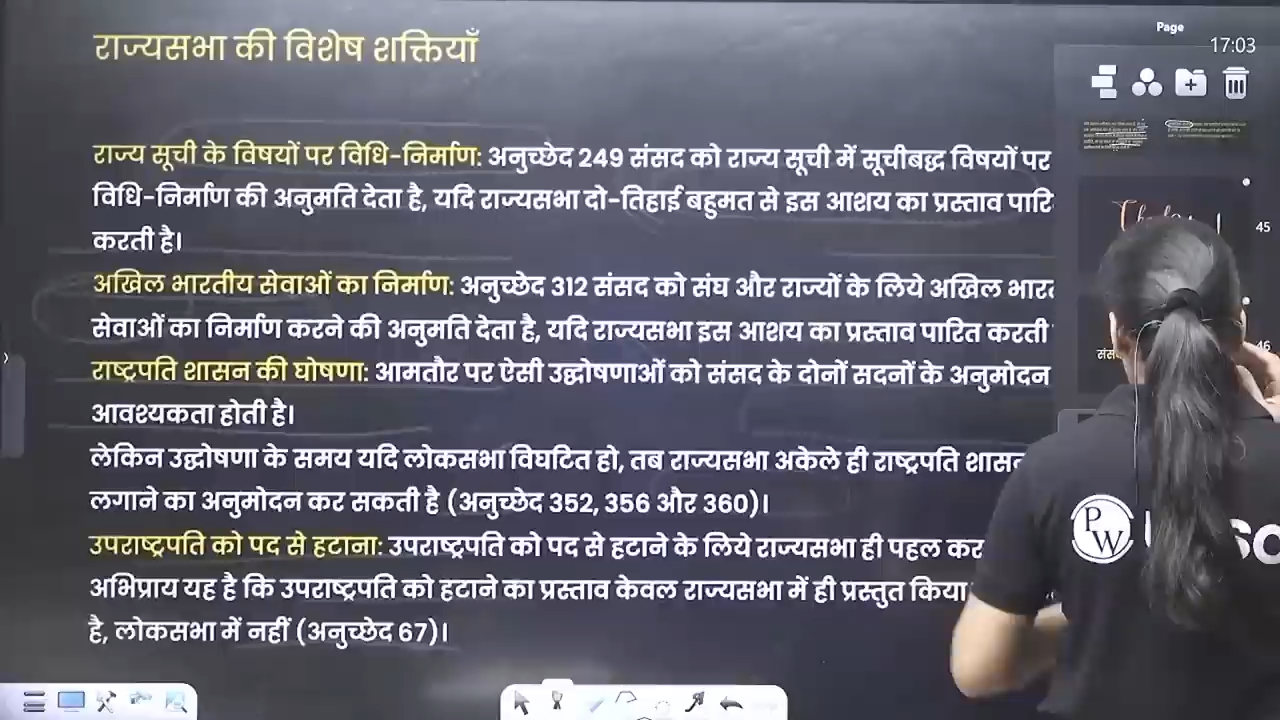 राज्यसभा की विशेष शक्तियाँ
Page
17:03
राज्य सूची के विषयों पर विधि-निर्माण: अनुच्छेद 249 संसद को राज्य सूची में सूचीबद्ध विषयों पर
विधि-निर्माण की अनुमति देता है, यदि राज्यसभा दो-तिहाई बहुमत से इस आशय का प्रस्ताव
करती है।
अखिल भारतीय सेवाओं का निर्माण: अनुच्छेद 312 संसद को संघ और राज्यों के लिये अखिल
सेवाओं का निर्माण करने की अनुमति देता है, यदि राज्यसभा इस आशय का प्रस्ताव पारित करती
राष्ट्रपति शासन की घोषणा: आमतौर पर ऐसी उद्घोषणाओं को संसद के दोनों सदनों के अनुमोदन
आवश्यकता होती है।
लेकिन उद्घोषणा के समय यदि लोकसभा विघटित हो, तब राज्यसभा अकेले ही राष्ट्रपति
लगाने का अनुमोदन कर सकती है (अनुच्छेद 352, 356 और 360)।
उपराष्ट्रपति को पद से हटाना: उपराष्ट्रपति को पद से हटाने के लिये राज्यसभा ही पहल कर
अभिप्राय यह है कि उपराष्ट्रपति को हटाने का प्रस्ताव केवल राज्यसभा में ही प्रस्तुत किया
है, लोकसभा में नहीं (अनुच्छेद 67)।
45
46
PW